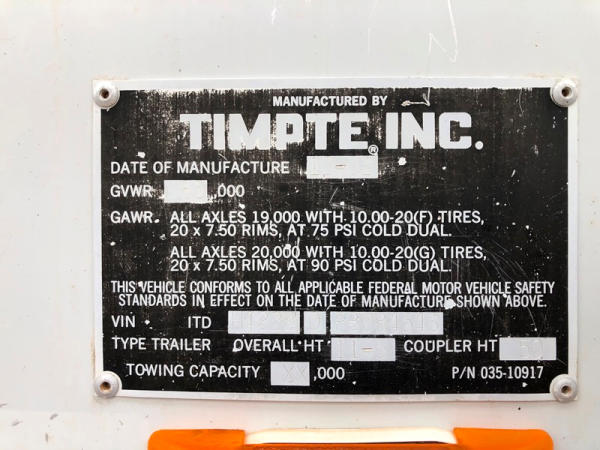 MANUFACTURED BY
TIMPTE® INC.
DATE OF MANUFACTURE
GVWR ,000
GAWR. ALL AXLES 19,000 WITH 10.00-20(F) TIRES,
20 x 7.50 RIMS, AT 75 PSI COLD DUAL.
ALL AXLES 20,000 WITH 10.00-20(G) TIRES,
20 x 7.50 RIMS, AT 90 PSI COLD DUAL.
THIS VEHICLE CONFORMS TO ALL APPLICABLE FEDERAL MOTOR VEHICLE SAFETY
STANDARDS IN EFFECT ON THE DATE OF MANUFACTURE SHOWN ABOVE.
VIN ITD
TYPE TRAILER OVERALL HT COUPLER HT
TOWING CAPACITY XX ,000 P/N 035-10917